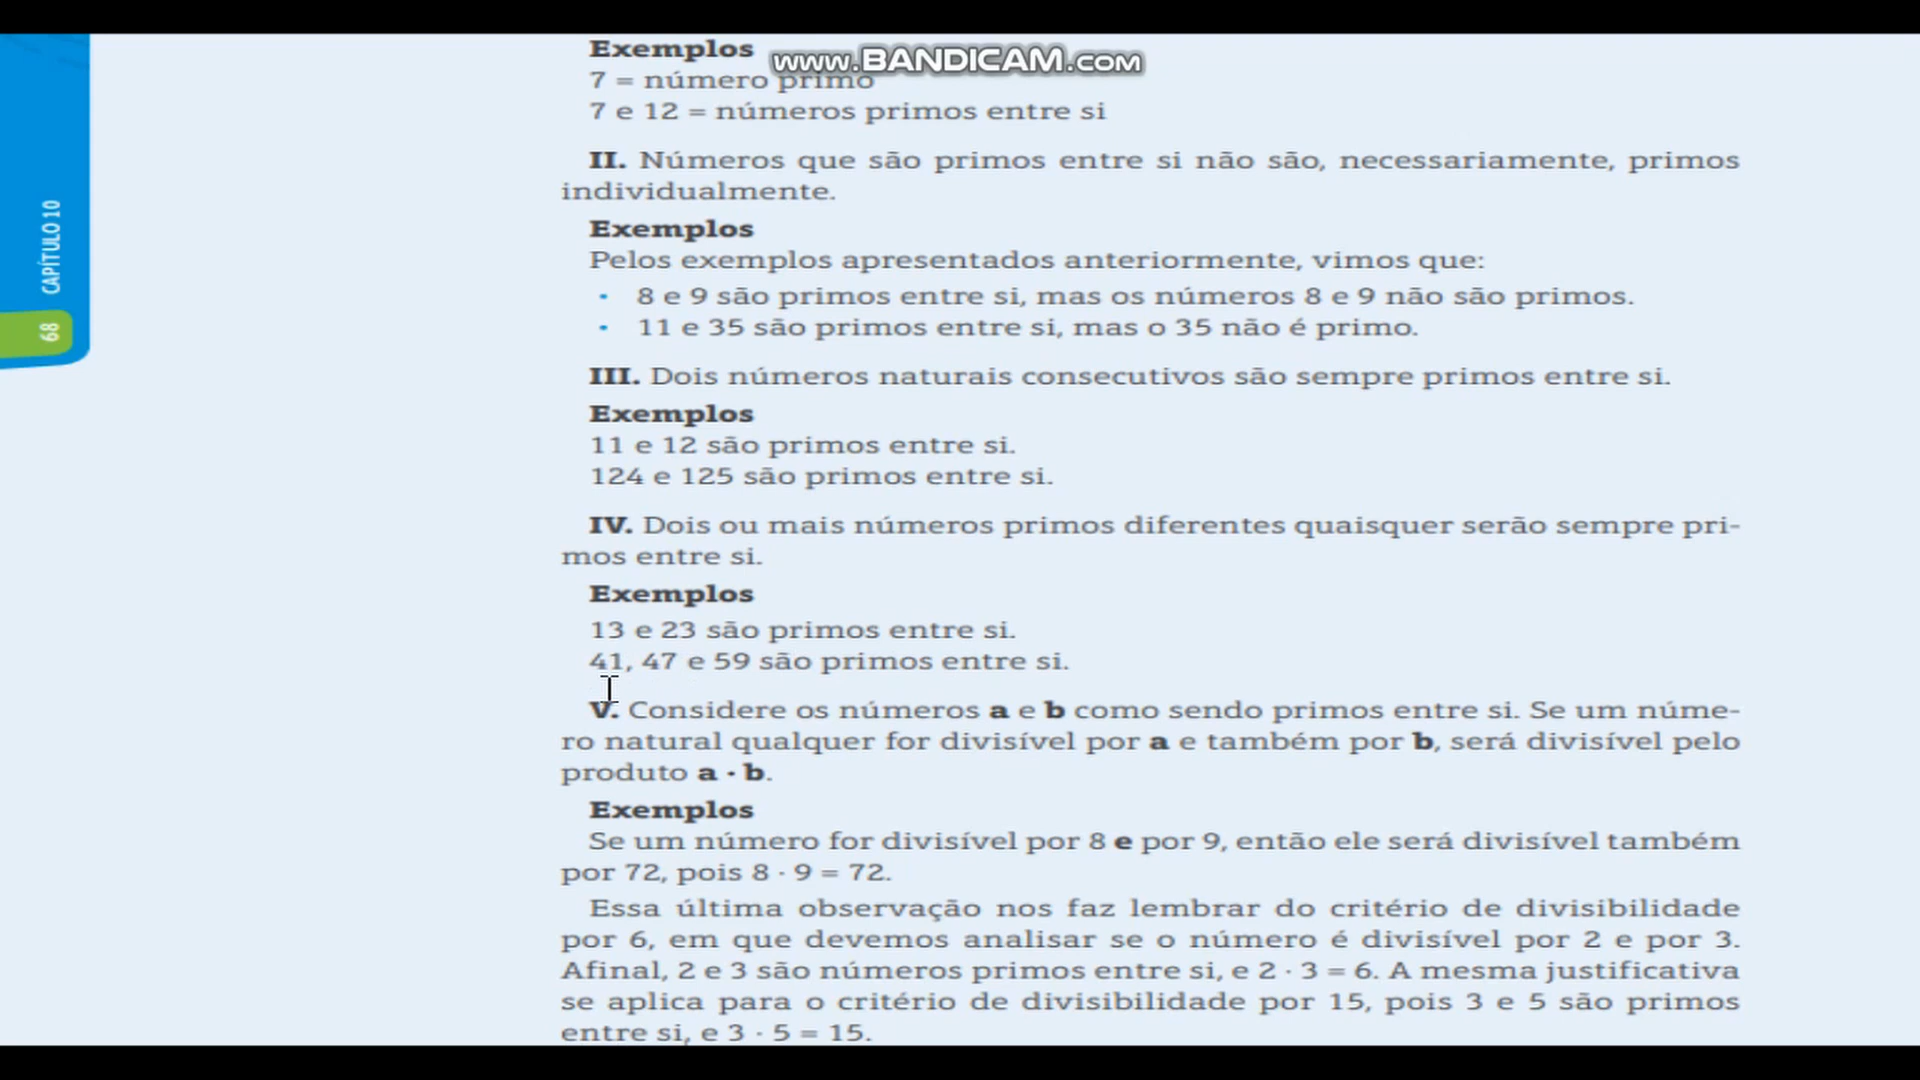 Exemplos
www.BANDICAM.com
7 = número primo
7 e 12 = números primos entre si
II. Números que são primos entre si não são, necessariamente, primos
individualmente.
Exemplos
Pelos exemplos apresentados anteriormente, vimos que:
• 8 e 9 são primos entre si, mas os números 8 e 9 não são primos.
• 11 e 35 são primos entre si, mas o 35 não é primo.
III. Dois números naturais consecutivos são sempre primos entre si.
Exemplos
11 e 12 são primos entre si.
124 e 125 são primos entre si.
IV. Dois ou mais números primos diferentes quaisquer serão sempre pri-
mos entre si.
Exemplos
13 e 23 são primos entre si.
41, 47 e 59 são primos entre si.
V. Considere os números a e b como sendo primos entre si. Se um núme-
ro natural qualquer for divisível por a e também por b, será divisível pelo
produto a · b.
Exemplos
Se um número for divisível por 8 e por 9, então ele será divisível também
por 72, pois 8 · 9 = 72.
Essa última observação nos faz lembrar do critério de divisibilidade
por 6, em que devemos analisar se o número é divisível por 2 e por 3.
Afinal, 2 e 3 são números primos entre si, e 2 · 3 = 6. A mesma justificativa
se aplica para o critério de divisibilidade por 15, pois 3 e 5 são primos
entre si, e 3 · 5 = 15.
CAPÍTULO 10
68